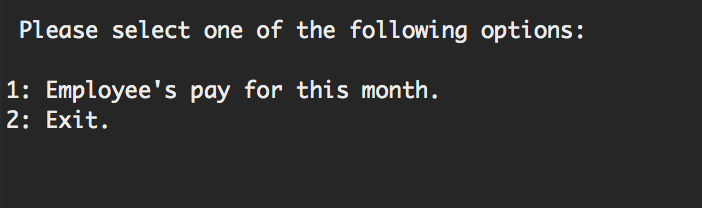 Please select one of the following options:
1: Employee's pay for this month.
2: Exit.